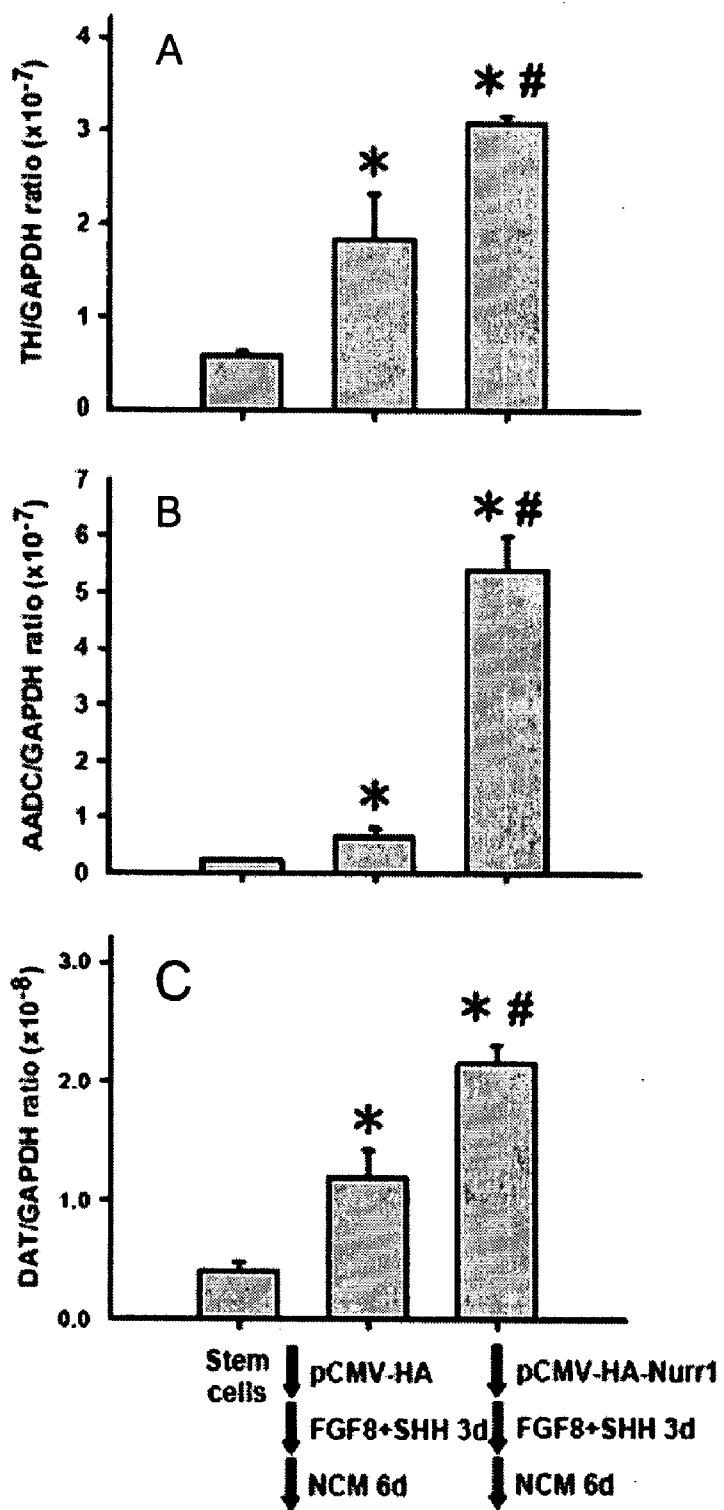 A
TH/GAPDH ratio (x10⁻⁷)
4
3
2
1
0
*
* #
B
AADC/GAPDH ratio (x10⁻⁷)
7
6
5
4
3
2
1
0
*
* #
C
DAT/GAPDH ratio (x10⁻⁸)
3.0
2.0
1.0
0.0
*
* #
Stem cells
pCMV-HA
FGF8+SHH 3d
NCM 6d
pCMV-HA-Nurr1
FGF8+SHH 3d
NCM 6d